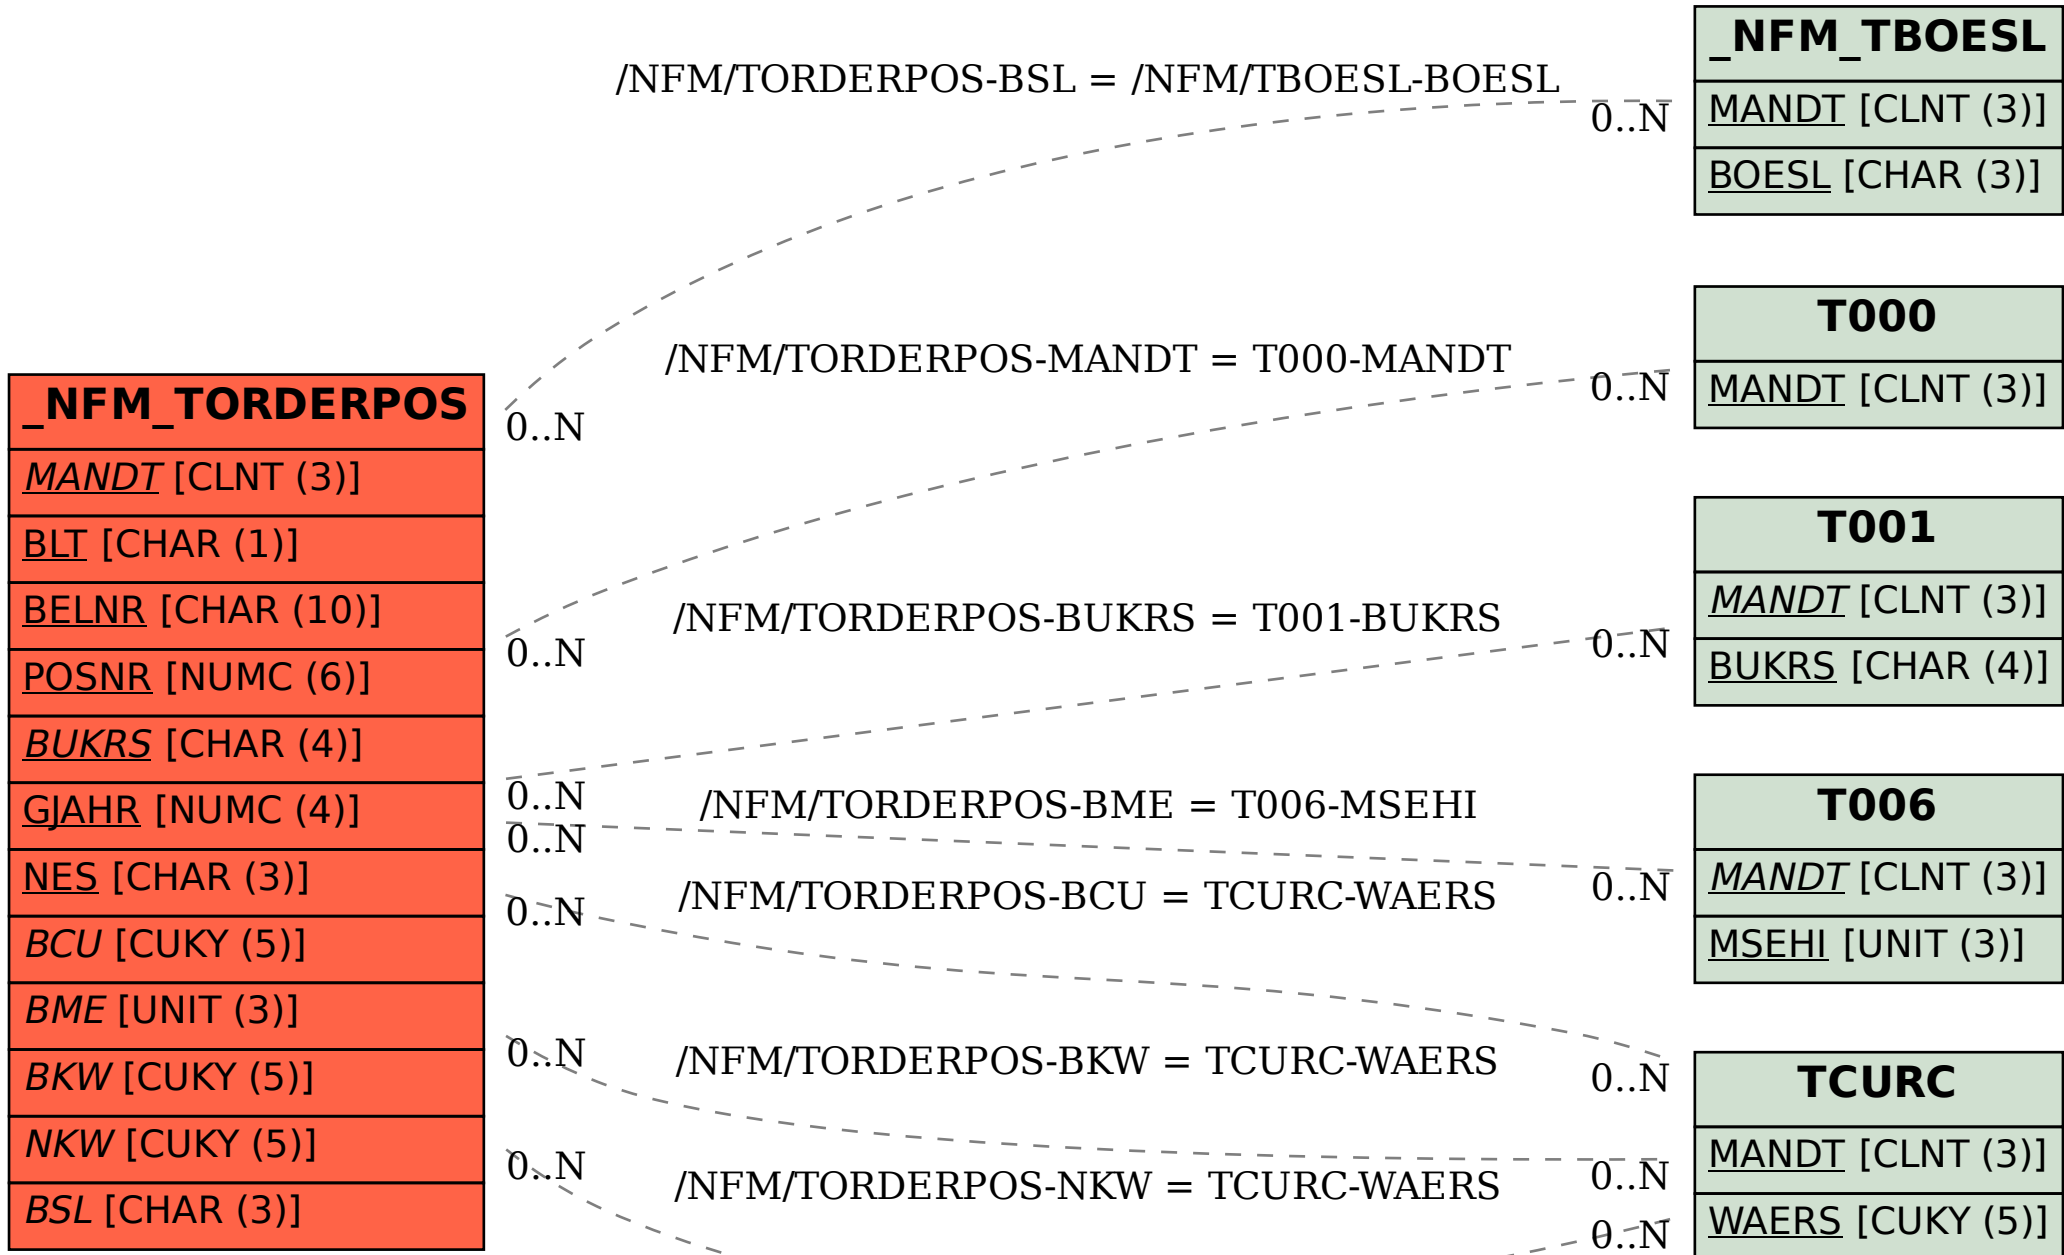 _NFM_TORDERPOS
MANDT [CLNT (3)]
BLT [CHAR (1)]
BELNR [CHAR (10)]
POSNR [NUMC (6)]
BUKRS [CHAR (4)]
GJAHR [NUMC (4)]
NES [CHAR (3)]
BCU [CUKY (5)]
BME [UNIT (3)]
BKW [CUKY (5)]
NKW [CUKY (5)]
BSL [CHAR (3)]
/NFM/TORDERPOS-BSL = /NFM/TBOESL-BOESL
0..N
0..N
/NFM/TORDERPOS-MANDT = T000-MANDT
0..N
0..N
/NFM/TORDERPOS-BUKRS = T001-BUKRS
0..N
0..N
/NFM/TORDERPOS-BME = T006-MSEHI
0..N
0..N
/NFM/TORDERPOS-BCU = TCURC-WAERS
0..N
0..N
/NFM/TORDERPOS-BKW = TCURC-WAERS
0..N
0..N
/NFM/TORDERPOS-NKW = TCURC-WAERS
0..N
0..N
_NFM_TBOESL
MANDT [CLNT (3)]
BOESL [CHAR (3)]
T000
MANDT [CLNT (3)]
T001
MANDT [CLNT (3)]
BUKRS [CHAR (4)]
T006
MANDT [CLNT (3)]
MSEHI [UNIT (3)]
TCURC
MANDT [CLNT (3)]
WAERS [CUKY (5)]